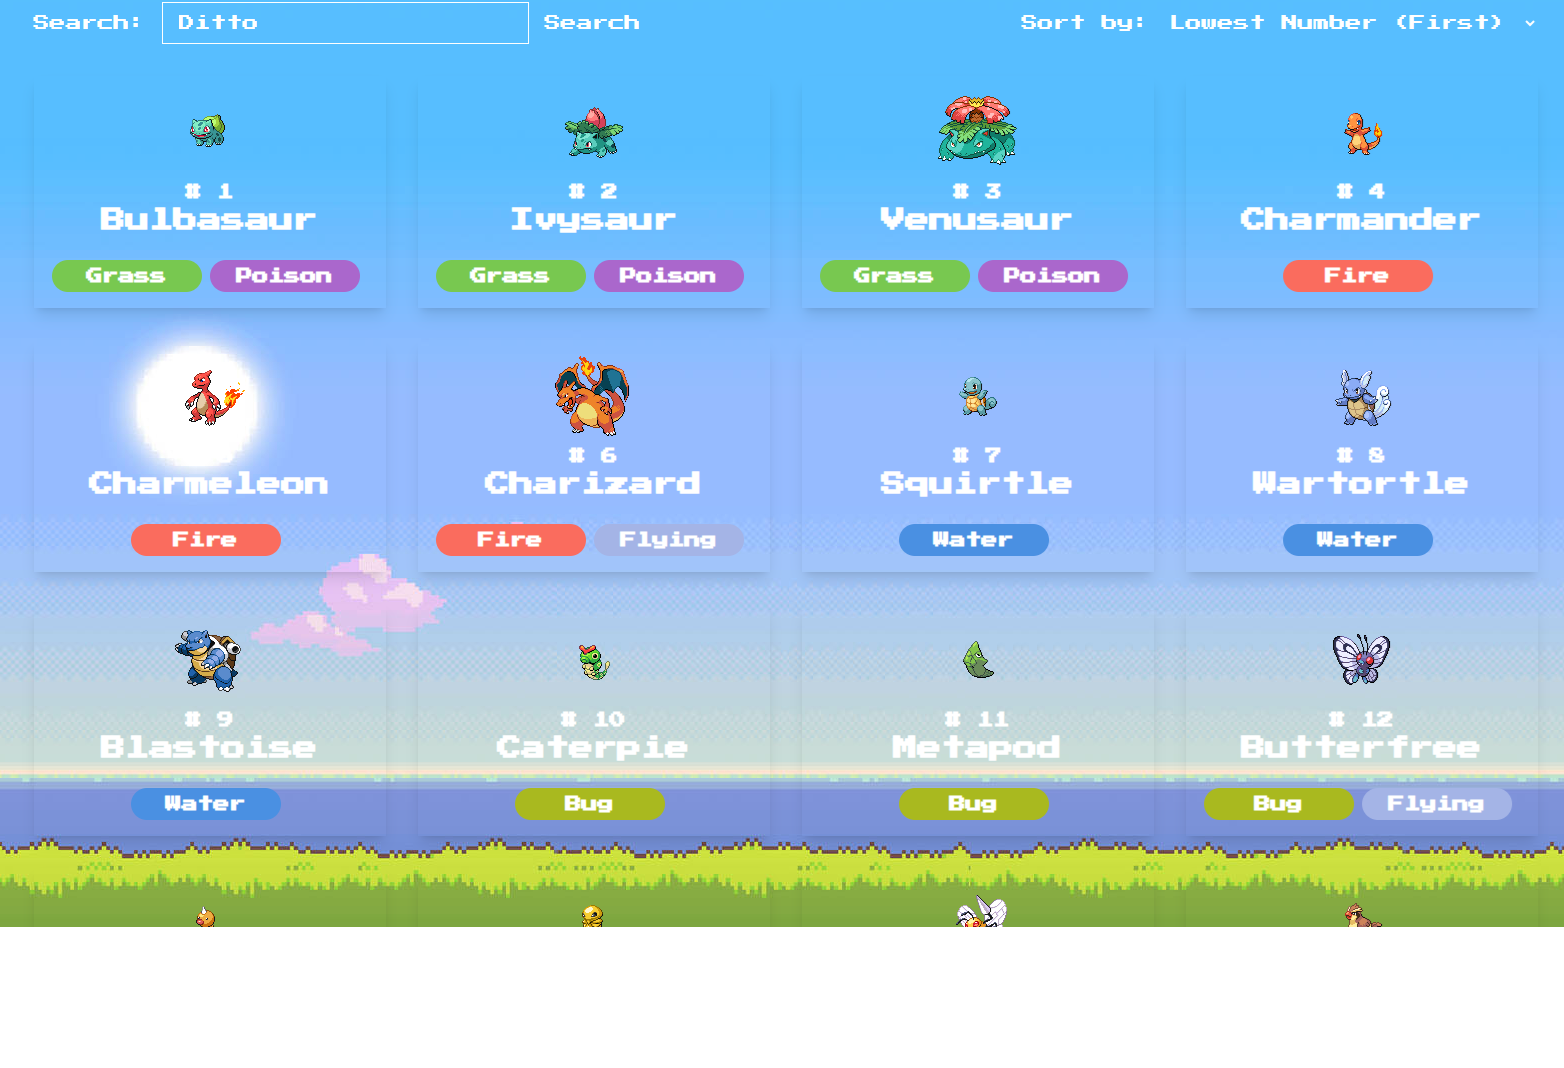 Search: Ditto Search Sort by: Lowest Number (First)
# 1 # 2 # 3 # 4
Bulbasaur Ivysaur Venusaur Charmander
Grass Poison Grass Poison Grass Poison Fire
# 6 # 7 # 8
Charmeleon Charizard Squirtle Wartortle
Fire Fire Flying Water Water
# 9 # 10 # 11 # 12
Blastoise Caterpie Metapod Butterfree
Water Bug Bug Bug Flying